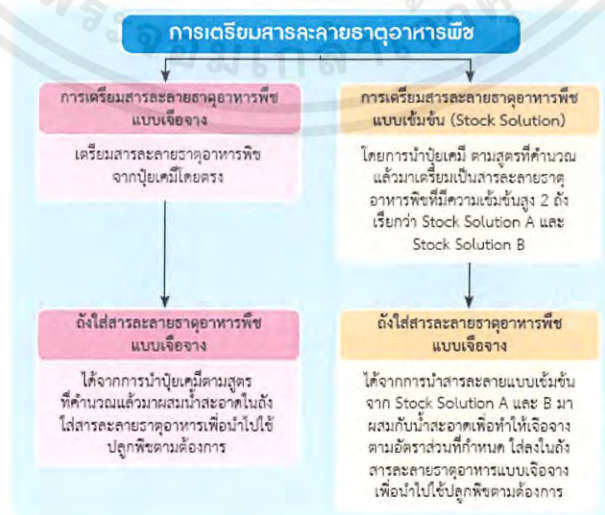 การเตรียมสารละลายธาตุอาหารพืช
การเตรียมสารละลายธาตุอาหารพืช
แบบเจือจาง
เตรียมสารละลายธาตุอาหารพืช
จากปุ๋ยเคมีโดยตรง
การเตรียมสารละลายธาตุอาหารพืช
แบบเข้มข้น (Stock Solution)
โดยการนำปุ๋ยเคมี ตามสูตรที่คำนวณ
แล้วมาเตรียมเป็นสารละลายธาตุ
อาหารพืชที่มีความเข้มข้นสูง 2 ถัง
เรียกว่า Stock Solution A และ
Stock Solution B
ถังใส่สารละลายธาตุอาหารพืช
แบบเจือจาง
ได้จากการนำปุ๋ยเคมีตามสูตร
ที่คำนวณแล้วมาผสมน้ำสะอาดในถัง
ใส่สารละลายธาตุอาหารเพื่อนำไปใช้
ปลูกพืชตามต้องการ
ถังใส่สารละลายธาตุอาหารพืช
แบบเจือจาง
ได้จากการนำสารละลายแบบเข้มข้น
จาก Stock Solution A และ B มา
ผสมกับน้ำสะอาดเพื่อทำให้เจือจาง
ตามอัตราส่วนที่กำหนด ใส่ลงในถัง
สารละลายธาตุอาหารแบบเจือจาง
เพื่อนำไปใช้ปลูกพืชตามต้องการ